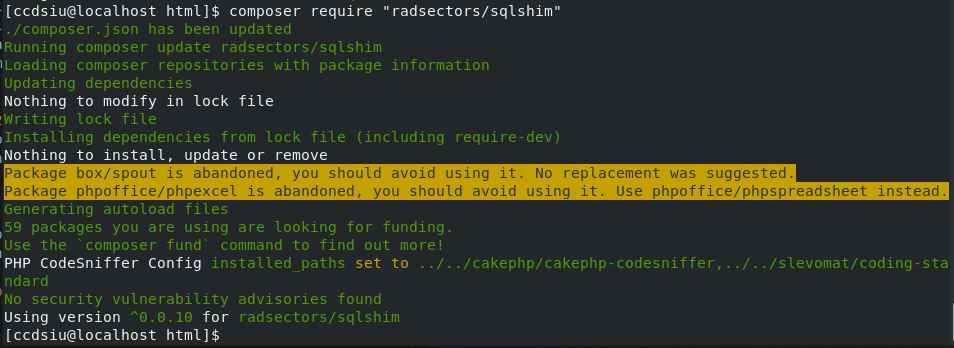 [ccdsiu@localhost html]$ composer require "radsectors/sqlshim"
./composer.json has been updated
Running composer update radsectors/sqlshim
Loading composer repositories with package information
Updating dependencies
Nothing to modify in lock file
Writing lock file
Installing dependencies from lock file (including require-dev)
Nothing to install, update or remove
Package box/spout is abandoned, you should avoid using it. No replacement was suggested.
Package phpoffice/phpexcel is abandoned, you should avoid using it. Use phpoffice/phpspreadsheet instead.
Generating autoload files
59 packages you are using are looking for funding.
Use the `composer fund` command to find out more!
PHP CodeSniffer Config installed_paths set to ../../cakephp/cakephp-codesniffer,../../slevomat/coding-sta
ndard
No security vulnerability advisories found
Using version ^0.0.10 for radsectors/sqlshim
[ccdsiu@localhost html]$